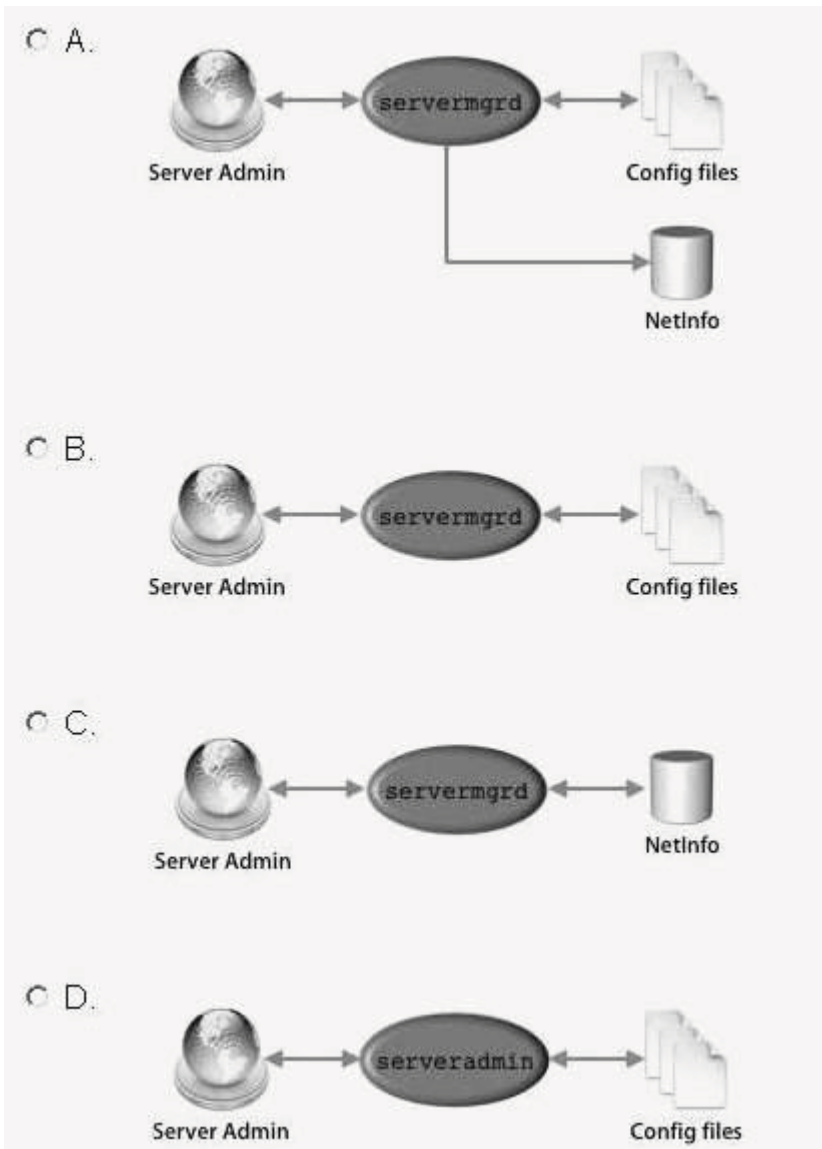 A.
servermgrd
Server Admin
Config files
NetInfo
B.
servermgrd
Server Admin
Config files
C.
servermgrd
Server Admin
NetInfo
D.
serveradmin
Server Admin
Config files